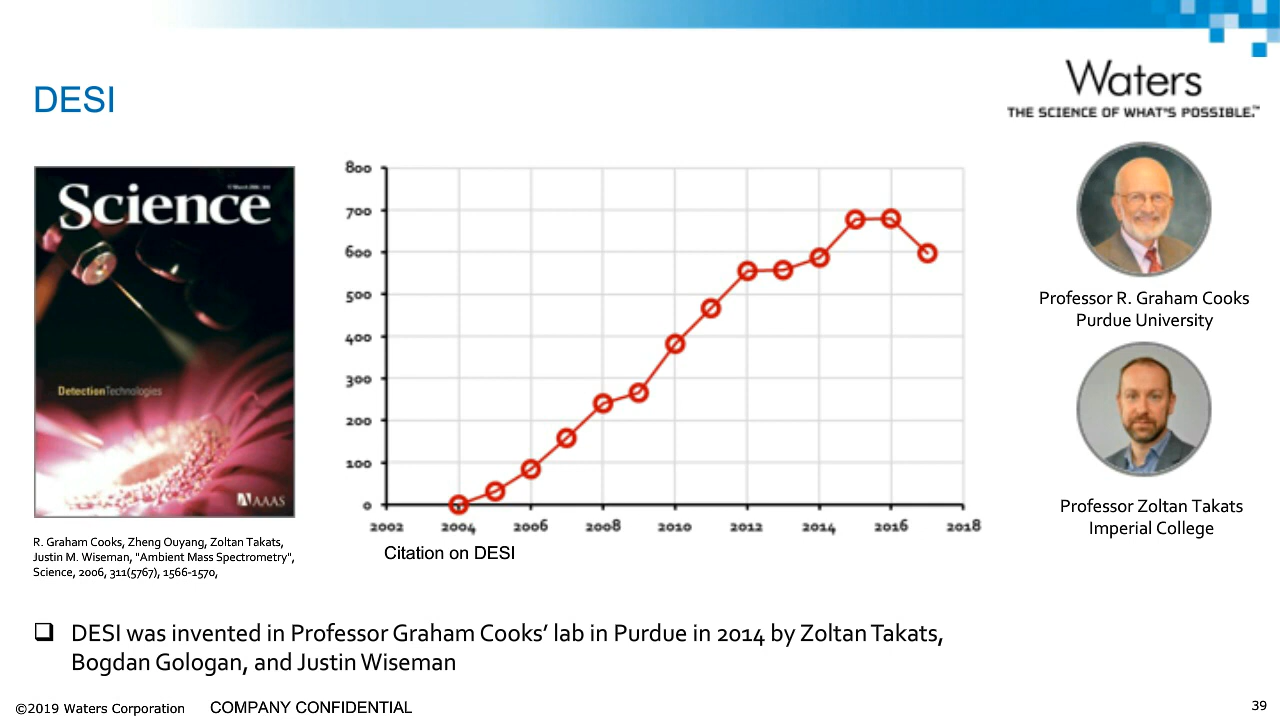 DESI
Waters
THE SCIENCE OF WHAT'S POSSIBLE.™
Science
DetectionTechnologies
AAAS
R. Graham Cooks, Zheng Ouyang, Zoltan Takats,
Justin M. Wiseman, "Ambient Mass Spectrometry",
Science, 2006, 311(5767), 1566-1570,
800
700
600
500
400
300
200
100
0
2002 2004 2006 2008 2010 2012 2014 2016 2018
Citation on DESI
Professor R. Graham Cooks
Purdue University
Professor Zoltan Takats
Imperial College
❑ DESI was invented in Professor Graham Cooks' lab in Purdue in 2014 by Zoltan Takats,
Bogdan Gologan, and Justin Wiseman
©2019 Waters Corporation COMPANY CONFIDENTIAL
39